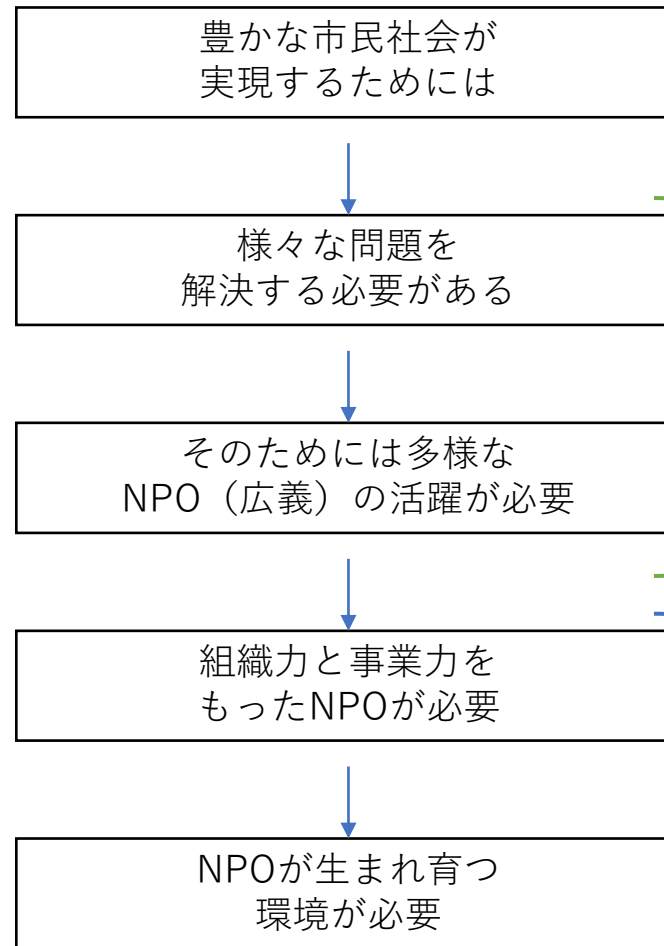 豊かな市民社会が
実現するためには
様々な問題を
解決する必要がある
そのためには多様な
NPO（広義）の活躍が必要
組織力と事業力を
もったNPOが必要
NPOが生まれ育つ
環境が必要